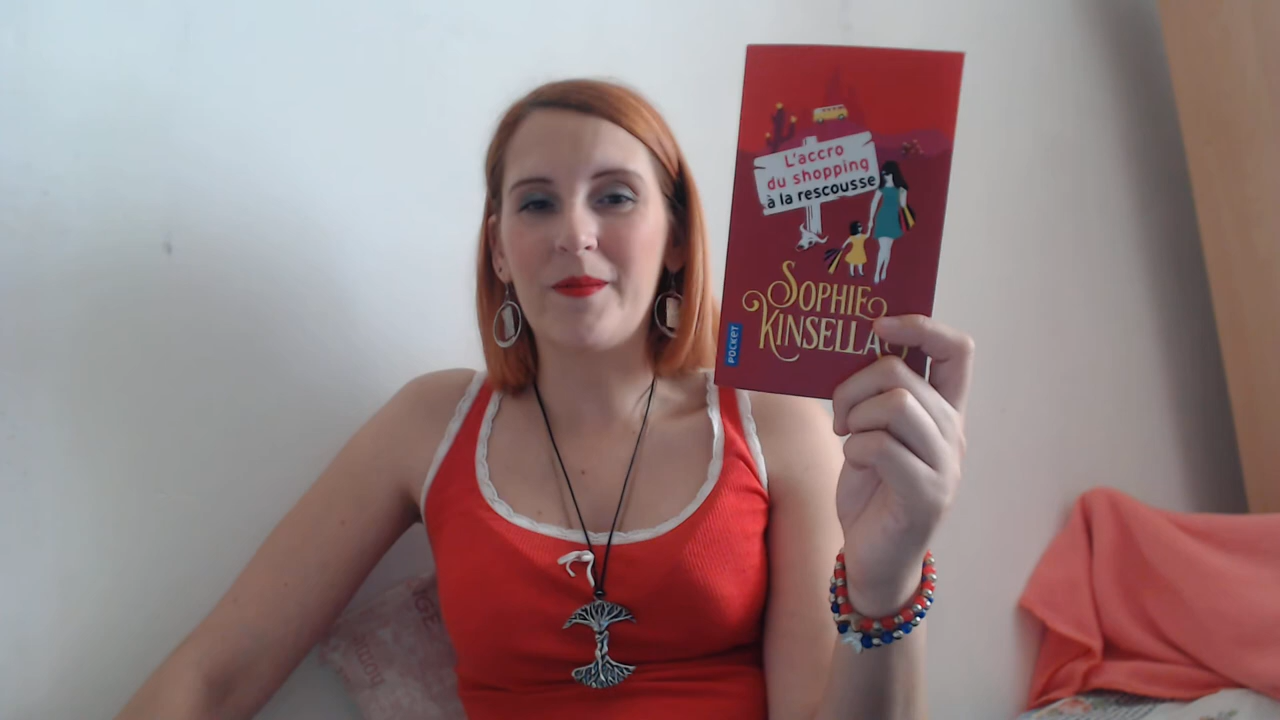 L'accro
du shopping
à la rescousse
SOPHIE
KINSELLA
POCKET